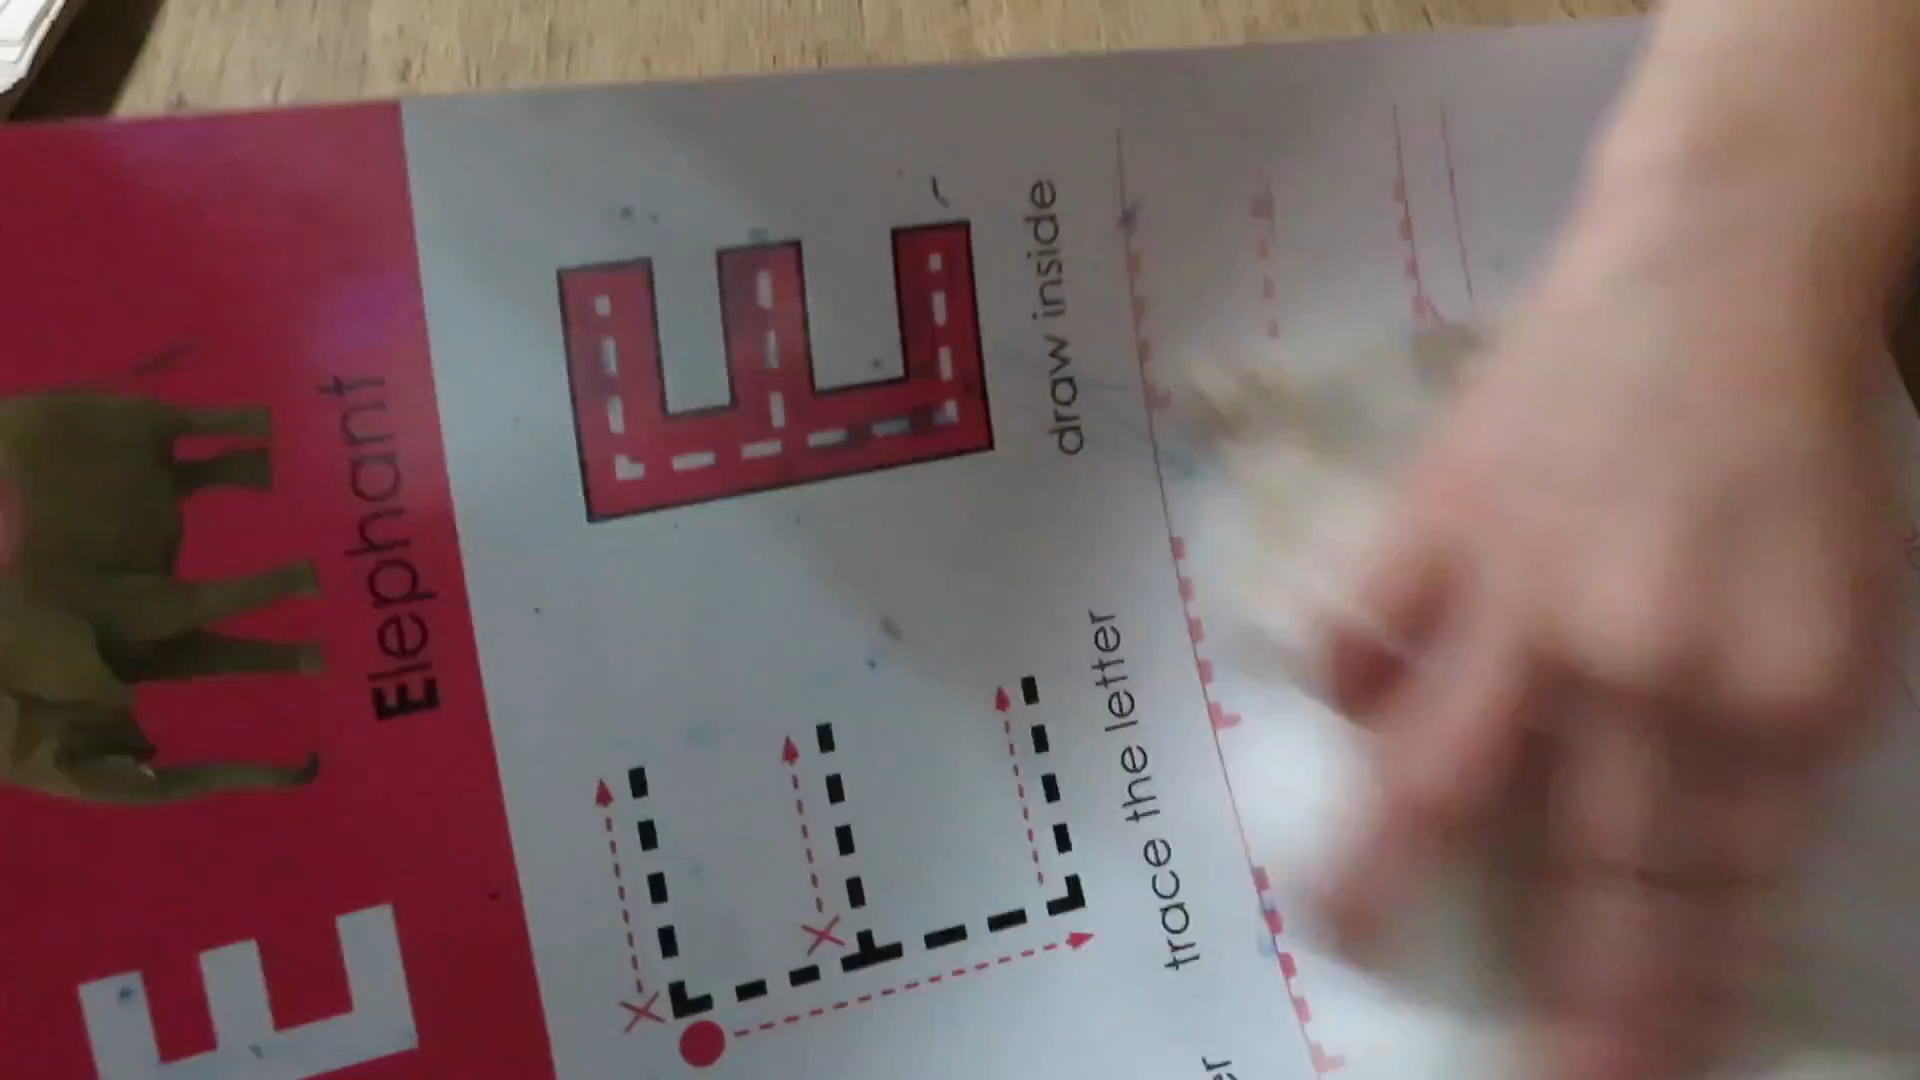 E
Elephant
E
trace the letter
E
draw inside